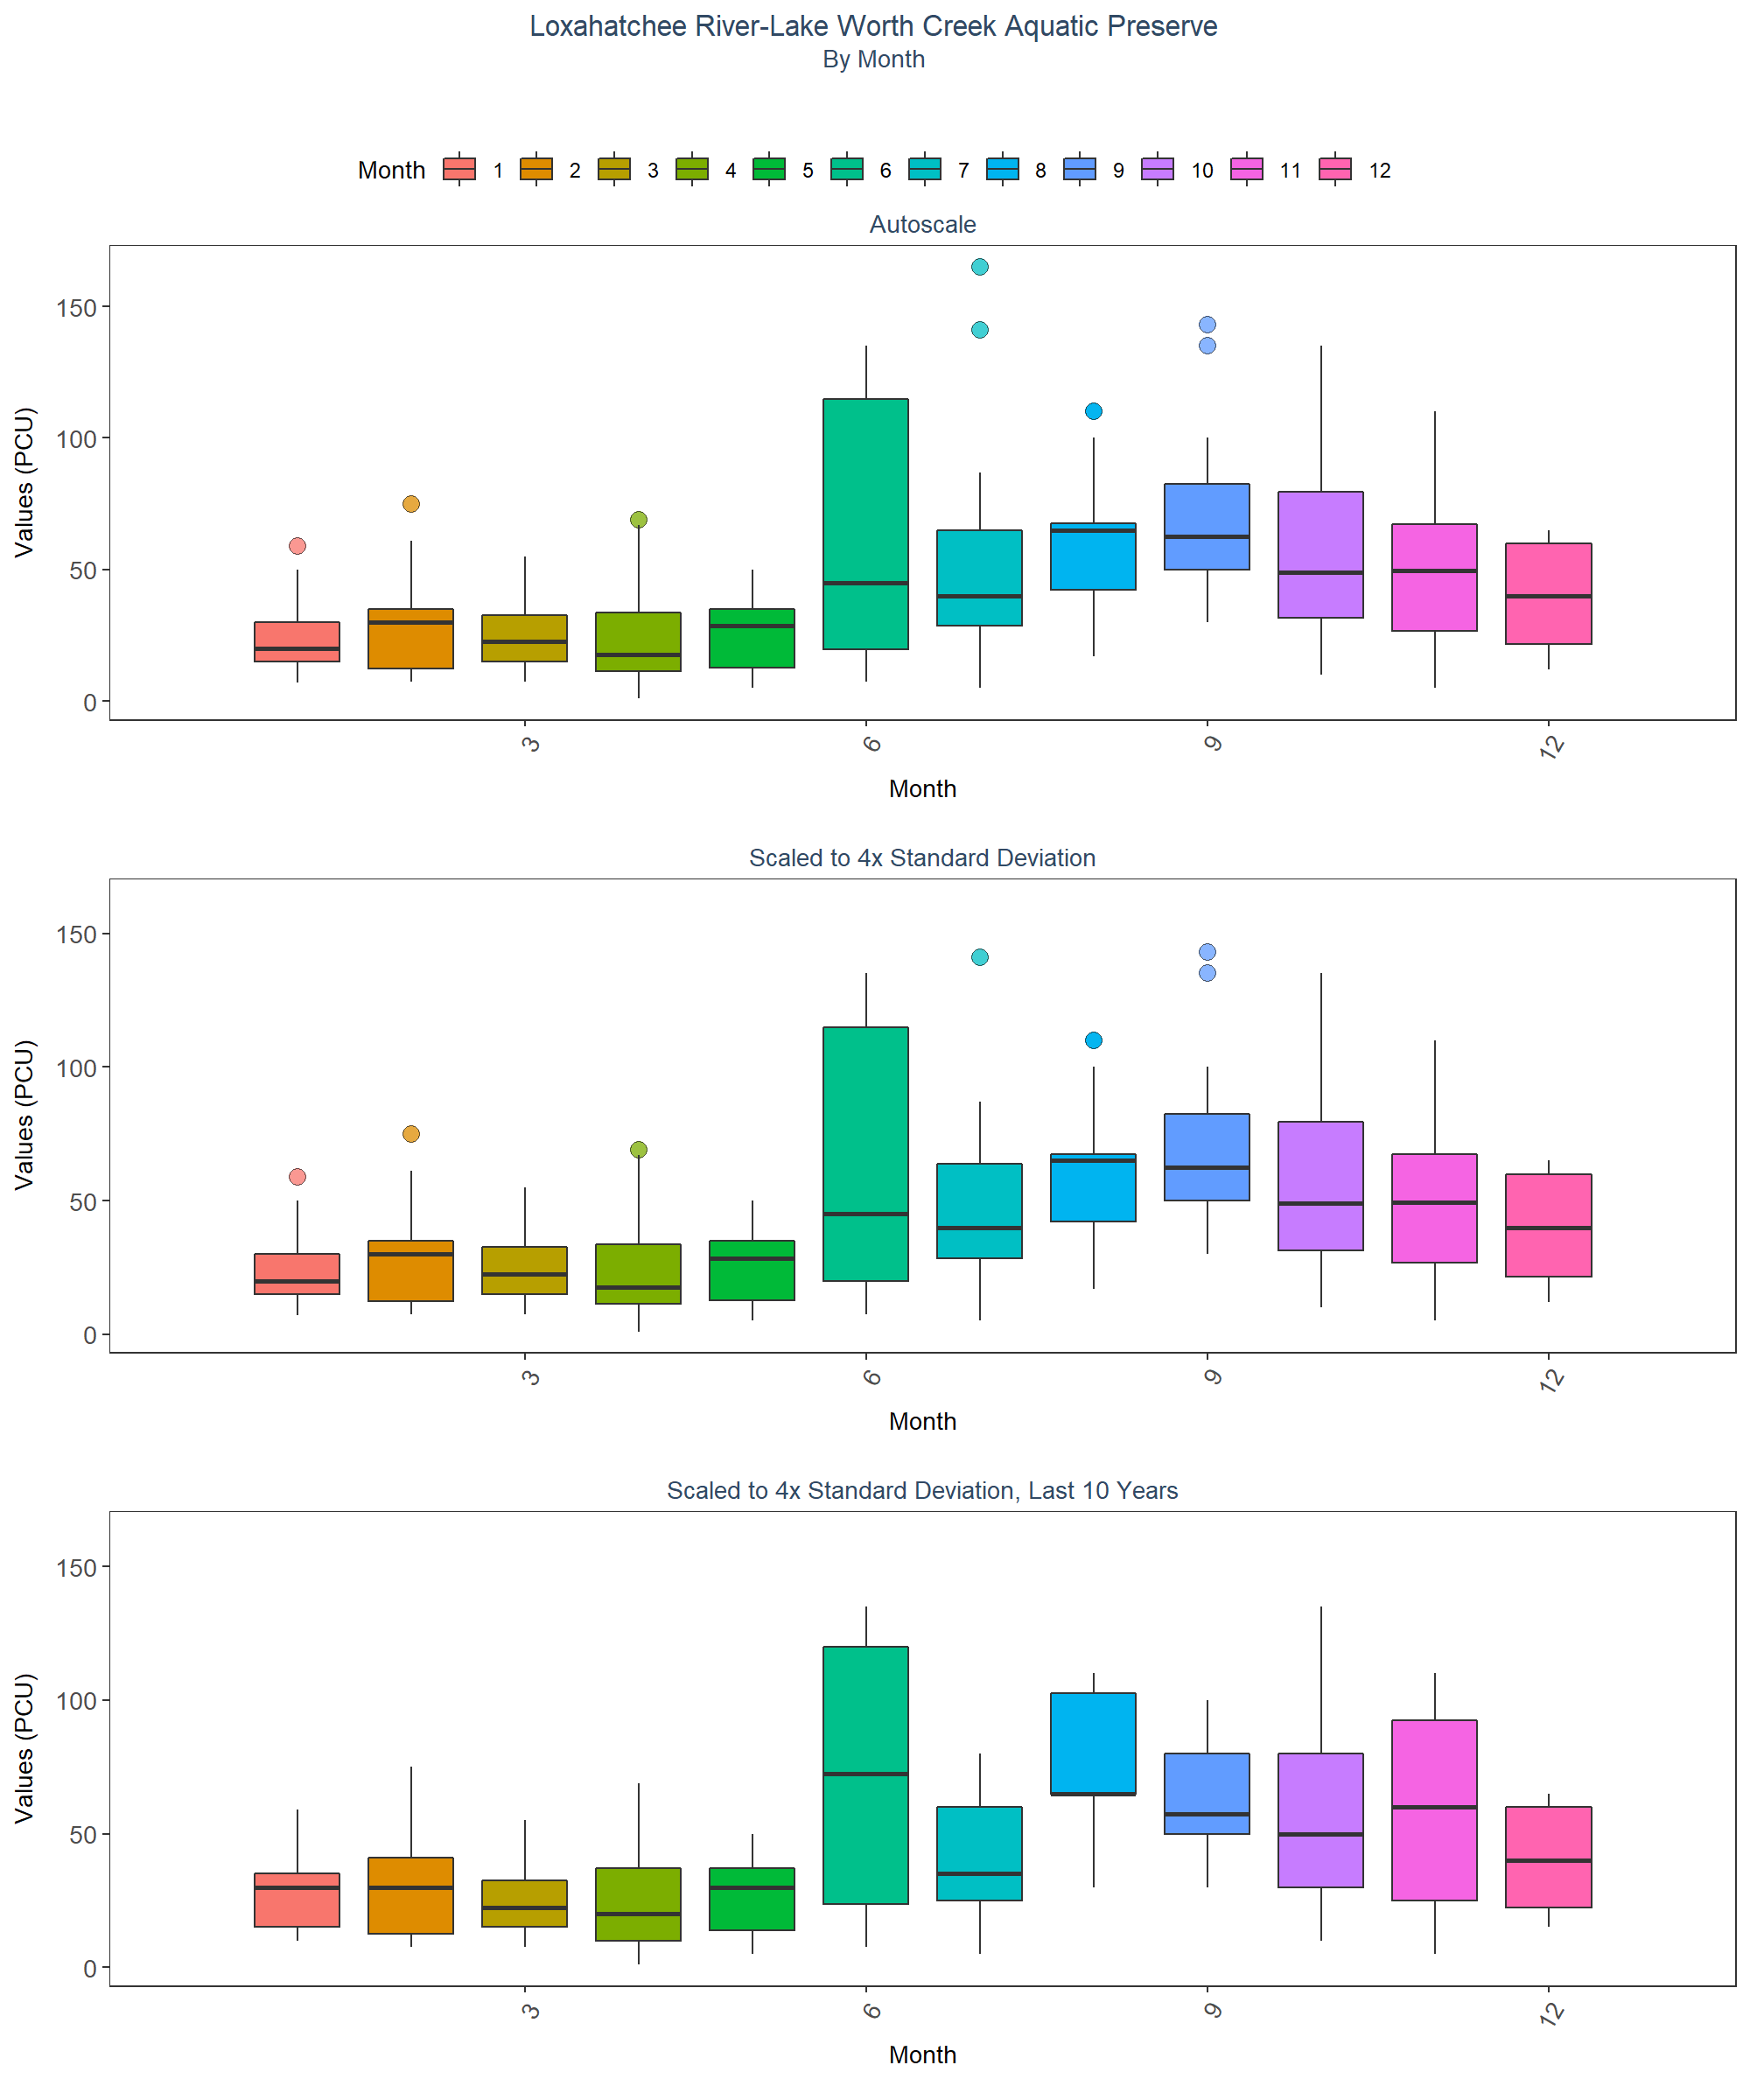 Loxahatchee River-Lake Worth Creek Aquatic Preserve
By Month
Month 1 2 3 4 5 6 7 8 9 10 11 12
Autoscale
Values (PCU)
150
100
50
0
3 6 9 12
Month
Scaled to 4x Standard Deviation
Values (PCU)
150
100
50
0
3 6 9 12
Month
Scaled to 4x Standard Deviation, Last 10 Years
Values (PCU)
150
100
50
0
3 6 9 12
Month